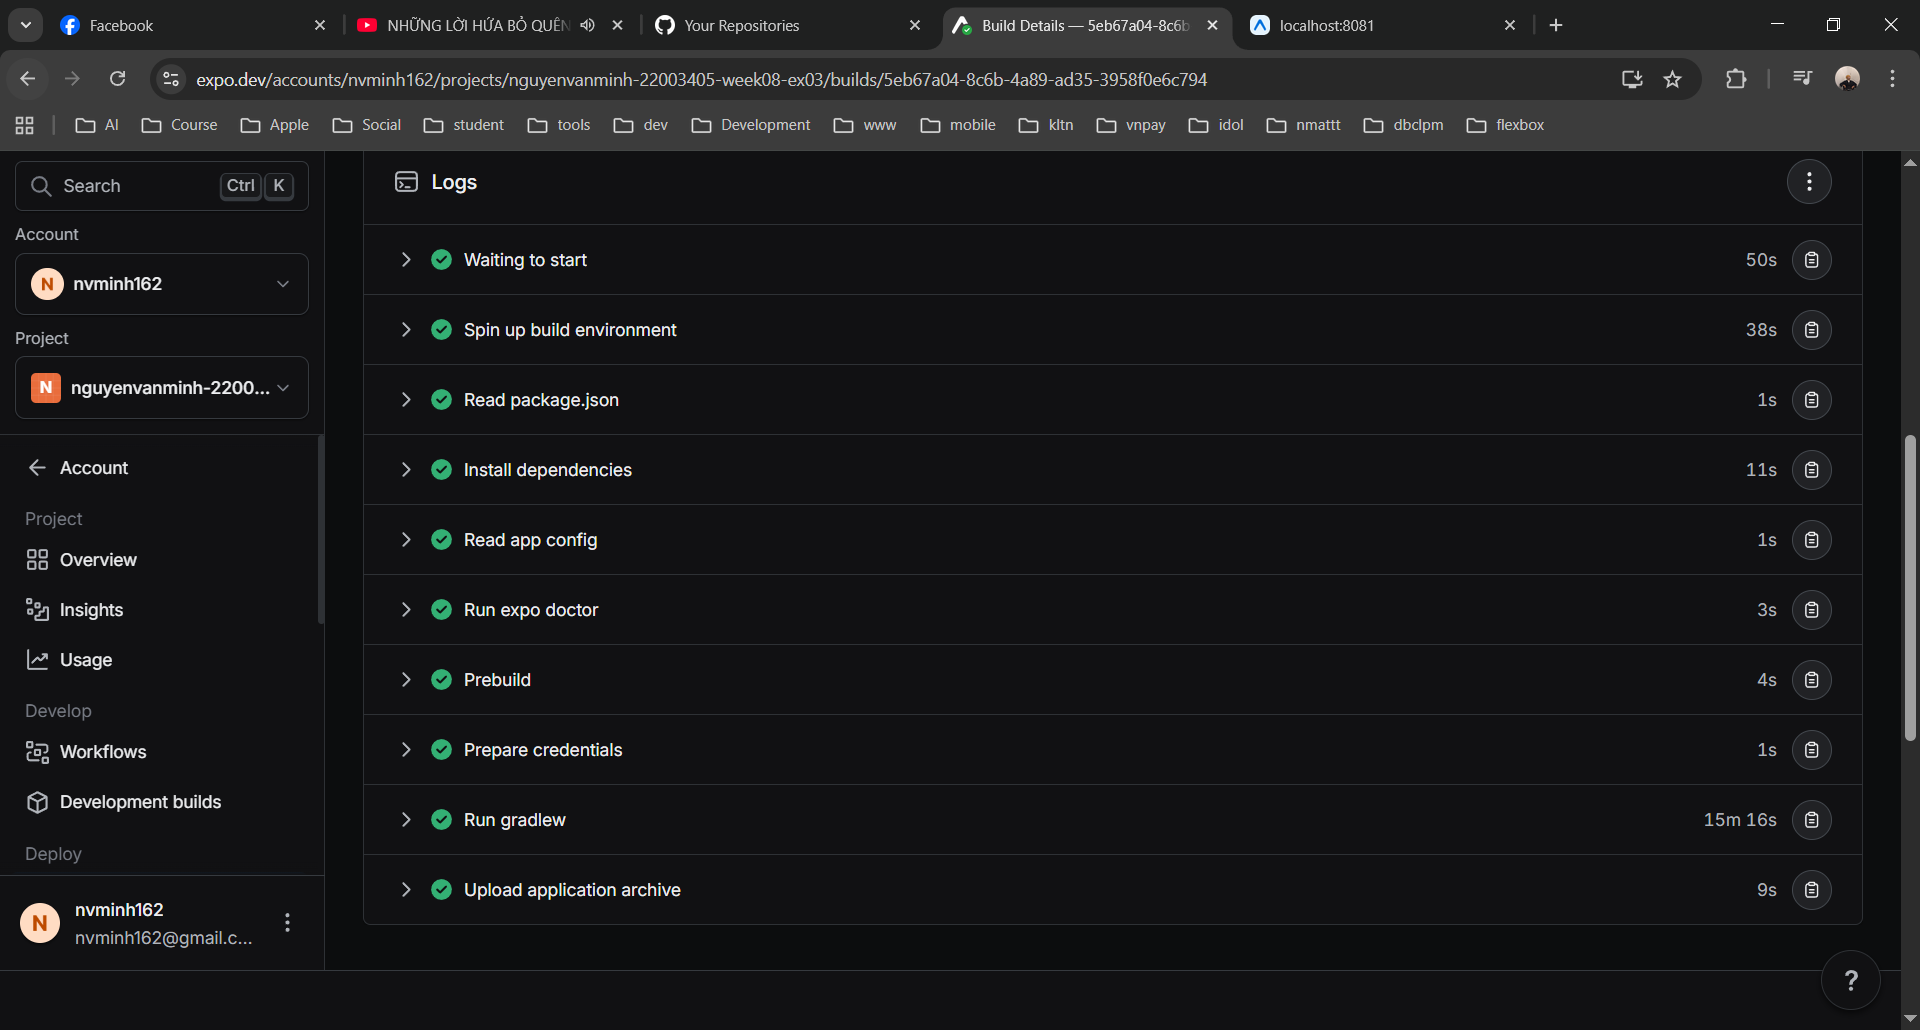 Facebook
NHỮNG LỜI HỨA BỎ QUÊN
Your Repositories
Build Details — 5eb67a04-8c6b
localhost:8081
expo.dev/accounts/nvminh162/projects/nguyenvanminh-22003405-week08-ex03/builds/5eb67a04-8c6b-4a89-ad35-3958f0e6c794
AI
Course
Apple
Social
student
tools
dev
Development
www
mobile
kltn
vnpay
idol
nmattt
dbclpm
flexbox
Search
Ctrl K
Account
N nvminh162
Project
N nguyenvanminh-2200...
Account
Project
Overview
Insights
Usage
Develop
Workflows
Development builds
Deploy
N
nvminh162
nvminh162@gmail.c...
Logs
Waiting to start 50s
Spin up build environment 38s
Read package.json 1s
Install dependencies 11s
Read app config 1s
Run expo doctor 3s
Prebuild 4s
Prepare credentials 1s
Run gradlew 15m 16s
Upload application archive 9s
?